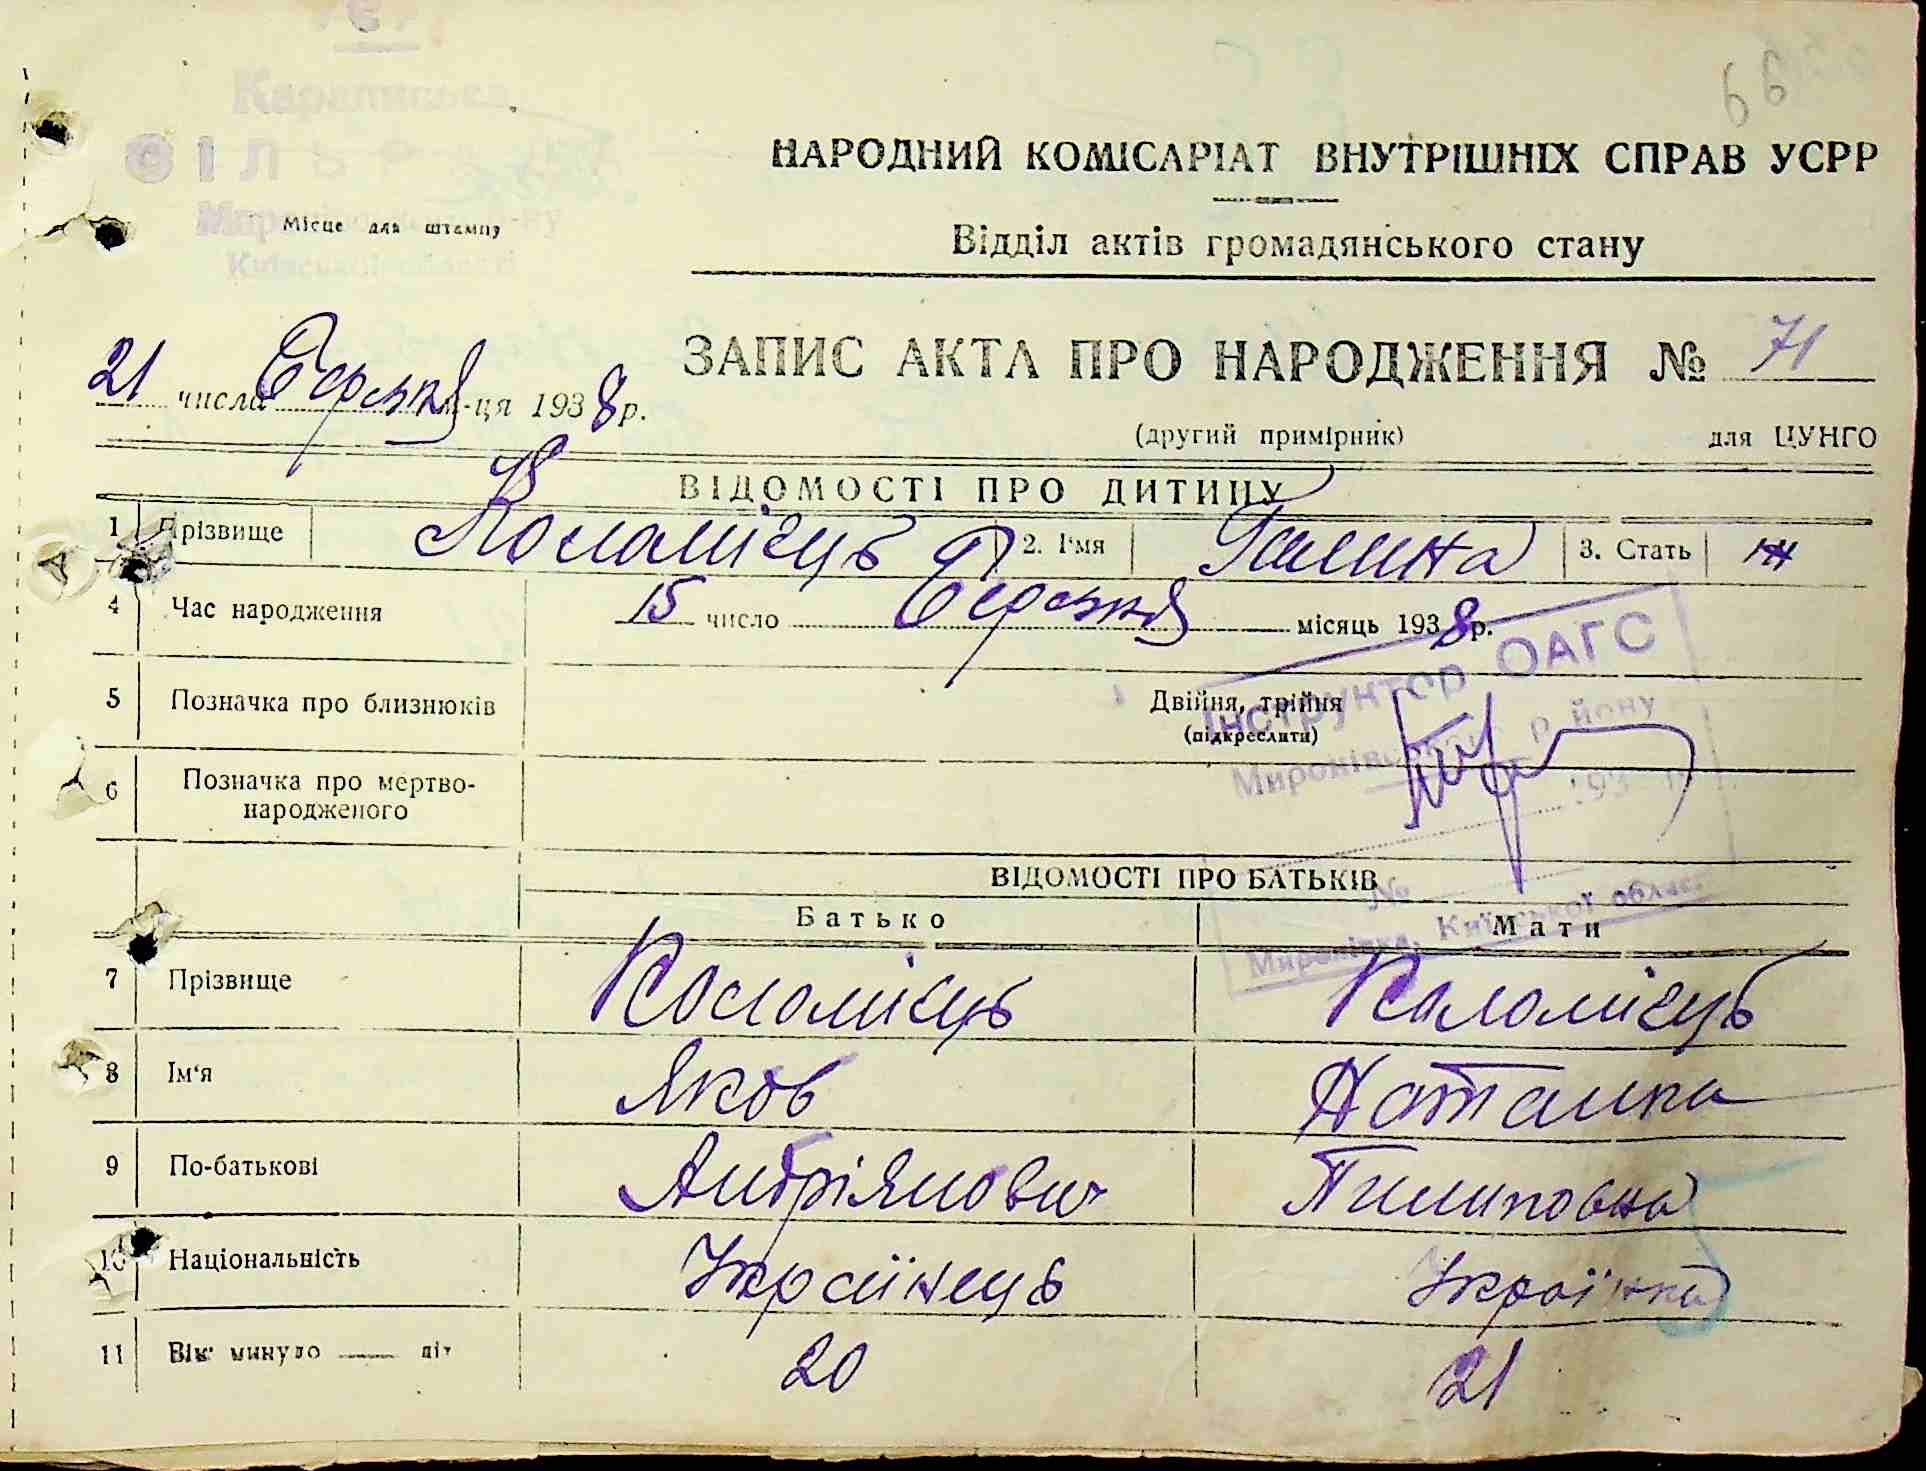 66
99
Караписька
СІЛЬРАДА
Місце для штампу
Київської області
НАРОДНИЙ КОМІСАРІАТ ВНУТРІШНІХ СПРАВ УСРР
Відділ актів громадянського стану
21 числа Серпня м-ця 1938 р.
ЗАПИС АКТА ПРО НАРОДЖЕННЯ № 71
(другий примірник) для ЦУНГО
ВІДОМОСТІ ПРО ДИТИНУ
1 Прізвище Коломієць 2. Ім'я Галина 3. Стать Ж
4 Час народження 15 число Серпня місяць 1938 р.
5 Позначка про близнюків Двійня, трійня
(підкреслити)
6 Позначка про мертво-
народженого
Інструктор ОАГС
Миронівського району
193
№
Миронівка, Київської облас.
ВІДОМОСТІ ПРО БАТЬКІВ
Батько Мати
7 Прізвище Коломієць Коломієць
8 Ім'я Яков Наталка
9 По-батькові Андріянович Пилиповна
10 Національність Українець Українка
11 Вік минуло —— літ 20 21